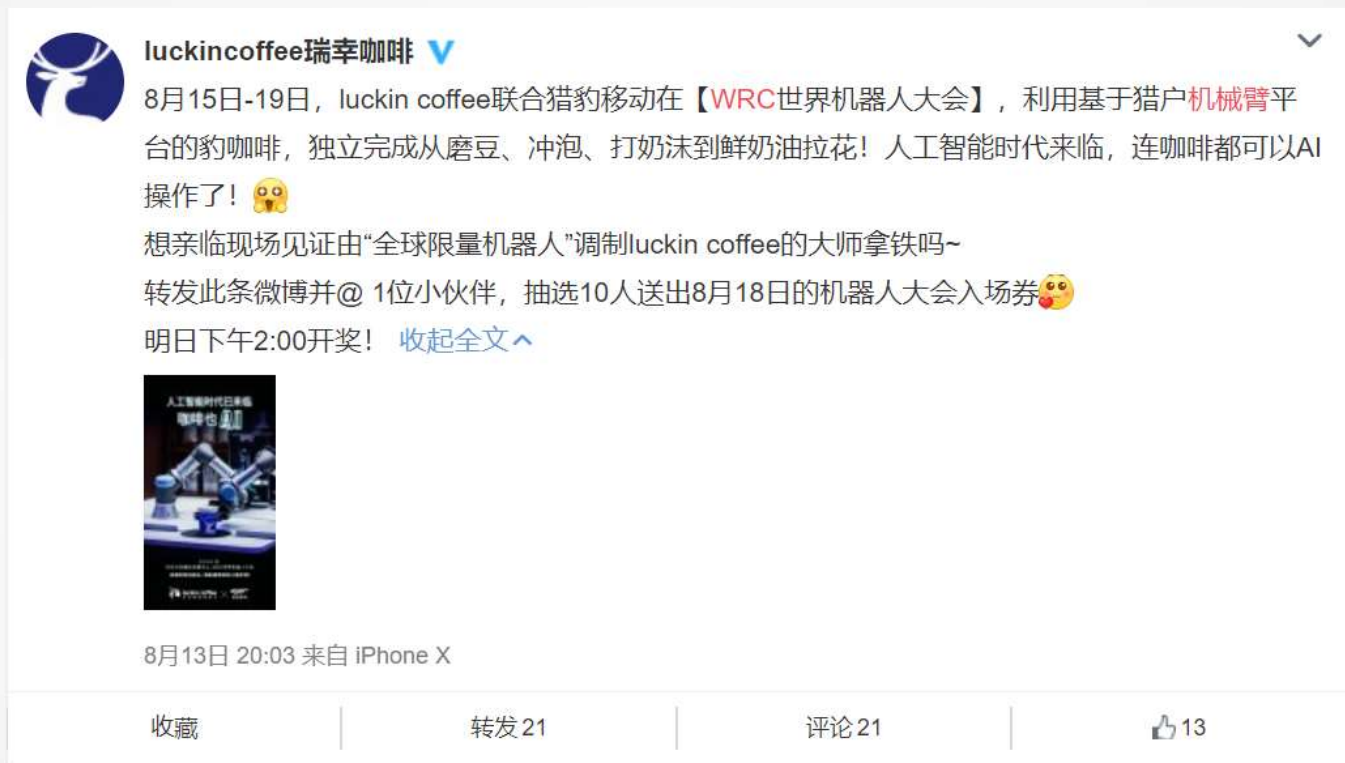 luckincoffee瑞幸咖啡
8月15日-19日，luckin coffee联合猎豹移动在【WRC世界机器人大会】，利用基于猎户机械臂平
台的豹咖啡，独立完成从磨豆、冲泡、打奶沫到鲜奶油拉花！人工智能时代来临，连咖啡都可以AI
操作了！
想亲临现场见证由“全球限量机器人”调制luckin coffee的大师拿铁吗~
转发此条微博并@ 1位小伙伴，抽选10人送出8月18日的机器人大会入场券
明日下午2:00开奖！ 收起全文
人工智能时代已来临
咖啡也AI
luckin coffee
8月13日 20:03 来自 iPhone X
收藏 转发 21 评论 21 13